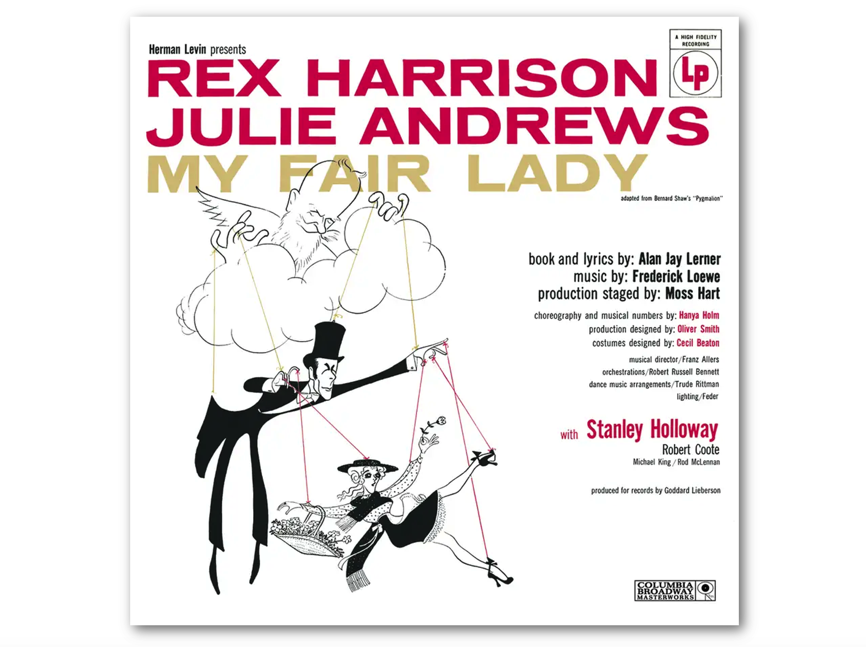 Herman Levin presents
REX HARRISON
JULIE ANDREWS
MY FAIR LADY
A HIGH FIDELITY
RECORDING
Lp
adapted from Bernard Shaw's "Pygmalion"
book and lyrics by: Alan Jay Lerner
music by: Frederick Loewe
production staged by: Moss Hart
choreography and musical numbers by: Hanya Holm
production designed by: Oliver Smith
costumes designed by: Cecil Beaton
musical director/Franz Allers
orchestrations/Robert Russell Bennett
dance music arrangements/Trude Rittman
lighting/Feder
with Stanley Holloway
Robert Coote
Michael King / Rod McLennan
produced for records by Goddard Lieberson
COLUMBIA
BROADWAY
MASTERWORKS